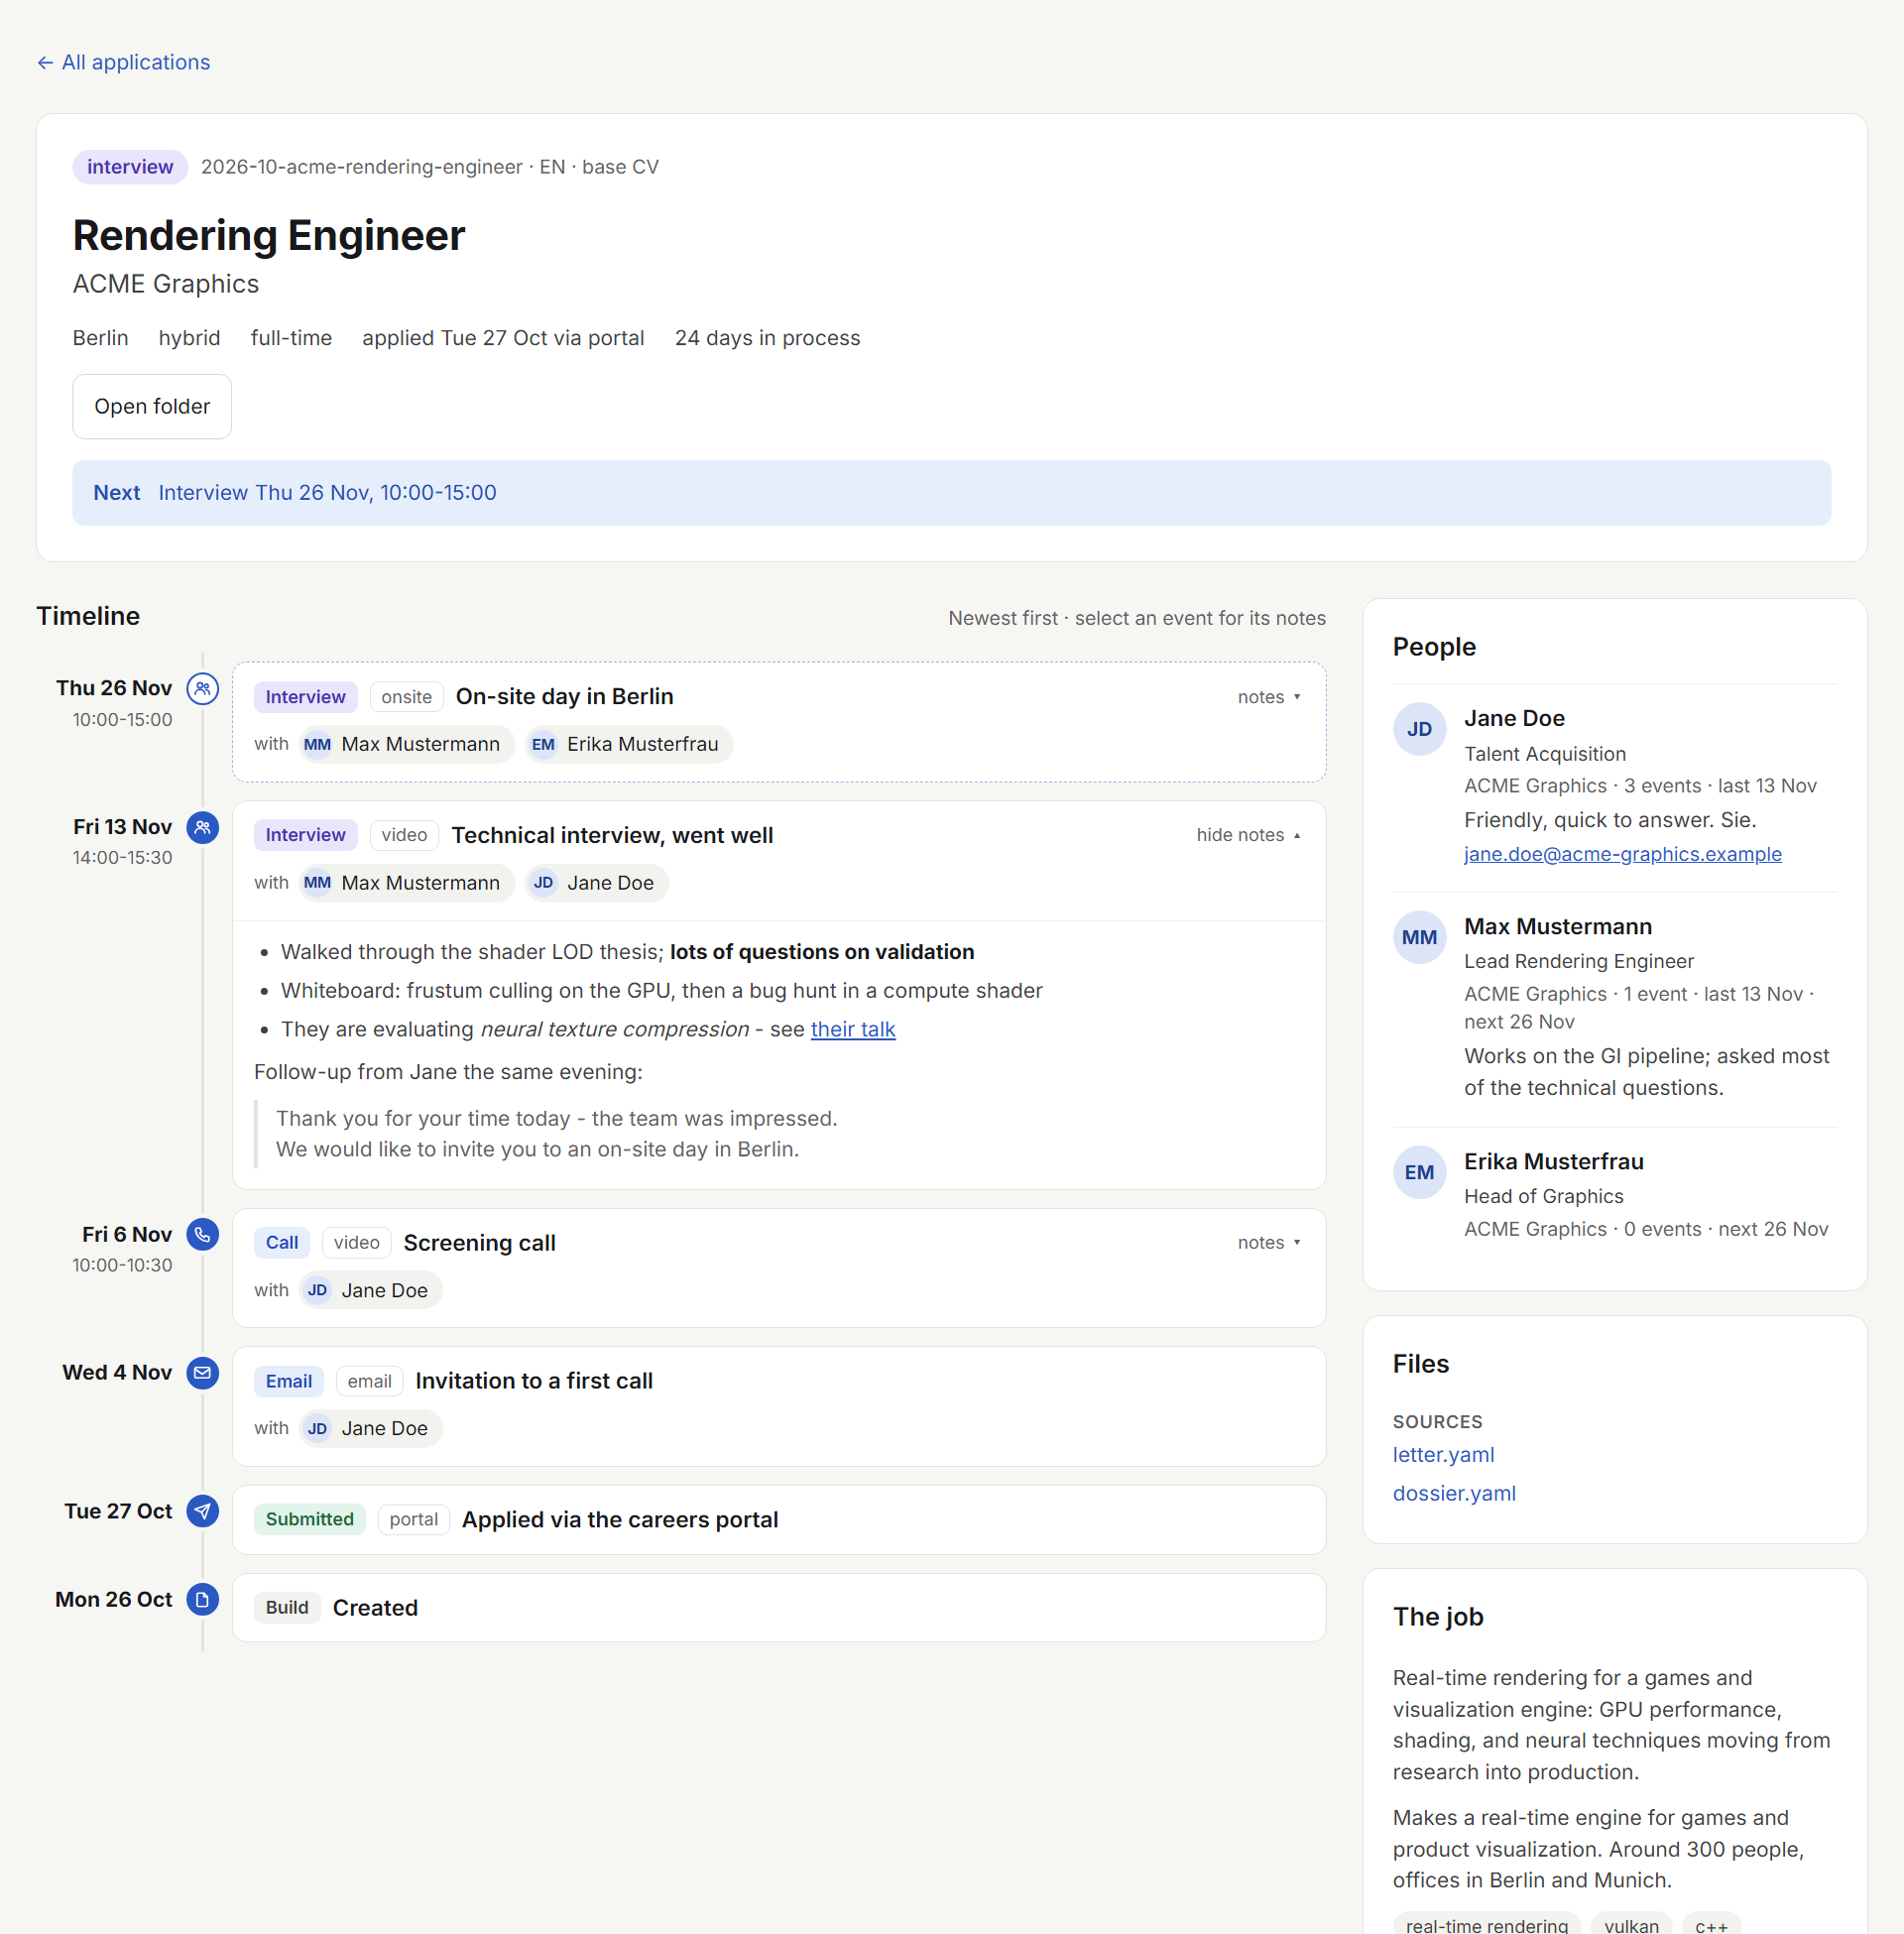 ← All applications
interview 2026-10-acme-rendering-engineer · EN · base CV
Rendering Engineer
ACME Graphics
Berlin hybrid full-time applied Tue 27 Oct via portal 24 days in process
Open folder
Next Interview Thu 26 Nov, 10:00-15:00
Timeline
Newest first · select an event for its notes
Thu 26 Nov
10:00-15:00
Interview onsite On-site day in Berlin notes ▾
with MM Max Mustermann EM Erika Musterfrau
Fri 13 Nov
14:00-15:30
Interview video Technical interview, went well hide notes ▴
with MM Max Mustermann JD Jane Doe
• Walked through the shader LOD thesis; lots of questions on validation
• Whiteboard: frustum culling on the GPU, then a bug hunt in a compute shader
• They are evaluating neural texture compression - see their talk
Follow-up from Jane the same evening:
Thank you for your time today - the team was impressed.
We would like to invite you to an on-site day in Berlin.
Fri 6 Nov
10:00-10:30
Call video Screening call notes ▾
with JD Jane Doe
Wed 4 Nov
Email email Invitation to a first call
with JD Jane Doe
Tue 27 Oct
Submitted portal Applied via the careers portal
Mon 26 Oct
Build Created
People
JD Jane Doe
Talent Acquisition
ACME Graphics · 3 events · last 13 Nov
Friendly, quick to answer. Sie.
jane.doe@acme-graphics.example
MM Max Mustermann
Lead Rendering Engineer
ACME Graphics · 1 event · last 13 Nov ·
next 26 Nov
Works on the GI pipeline; asked most
of the technical questions.
EM Erika Musterfrau
Head of Graphics
ACME Graphics · 0 events · next 26 Nov
Files
SOURCES
letter.yaml
dossier.yaml
The job
Real-time rendering for a games and
visualization engine: GPU performance,
shading, and neural techniques moving from
research into production.
Makes a real-time engine for games and
product visualization. Around 300 people,
offices in Berlin and Munich.
real-time rendering vulkan c++